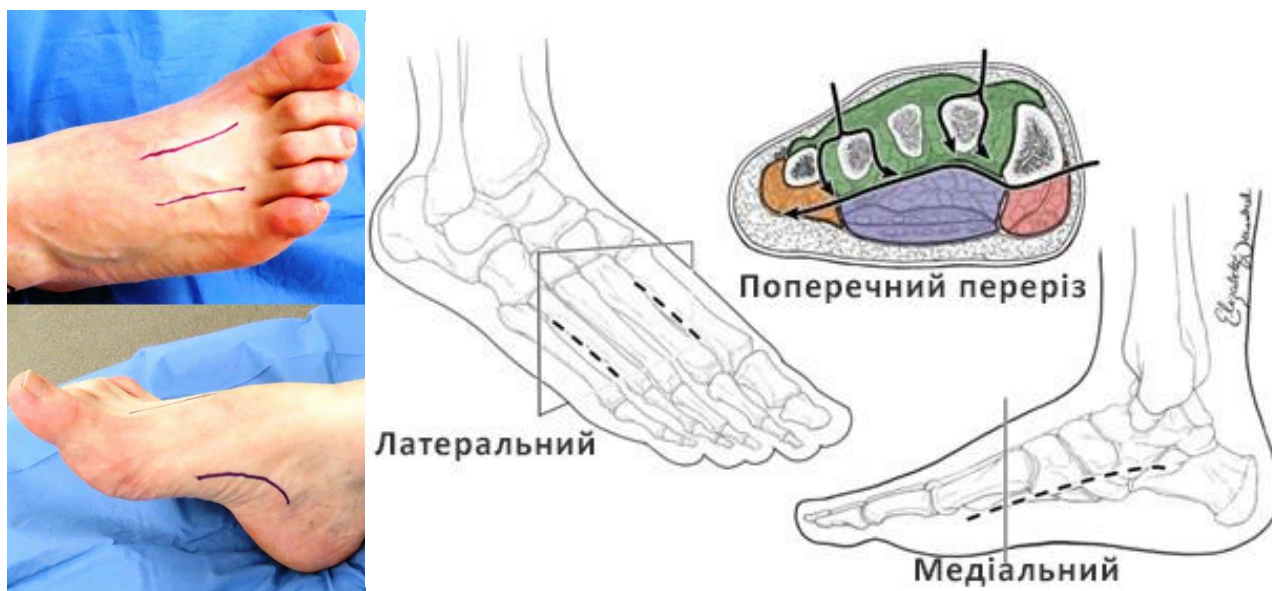 Поперечний переріз
Латеральний
Медіальний